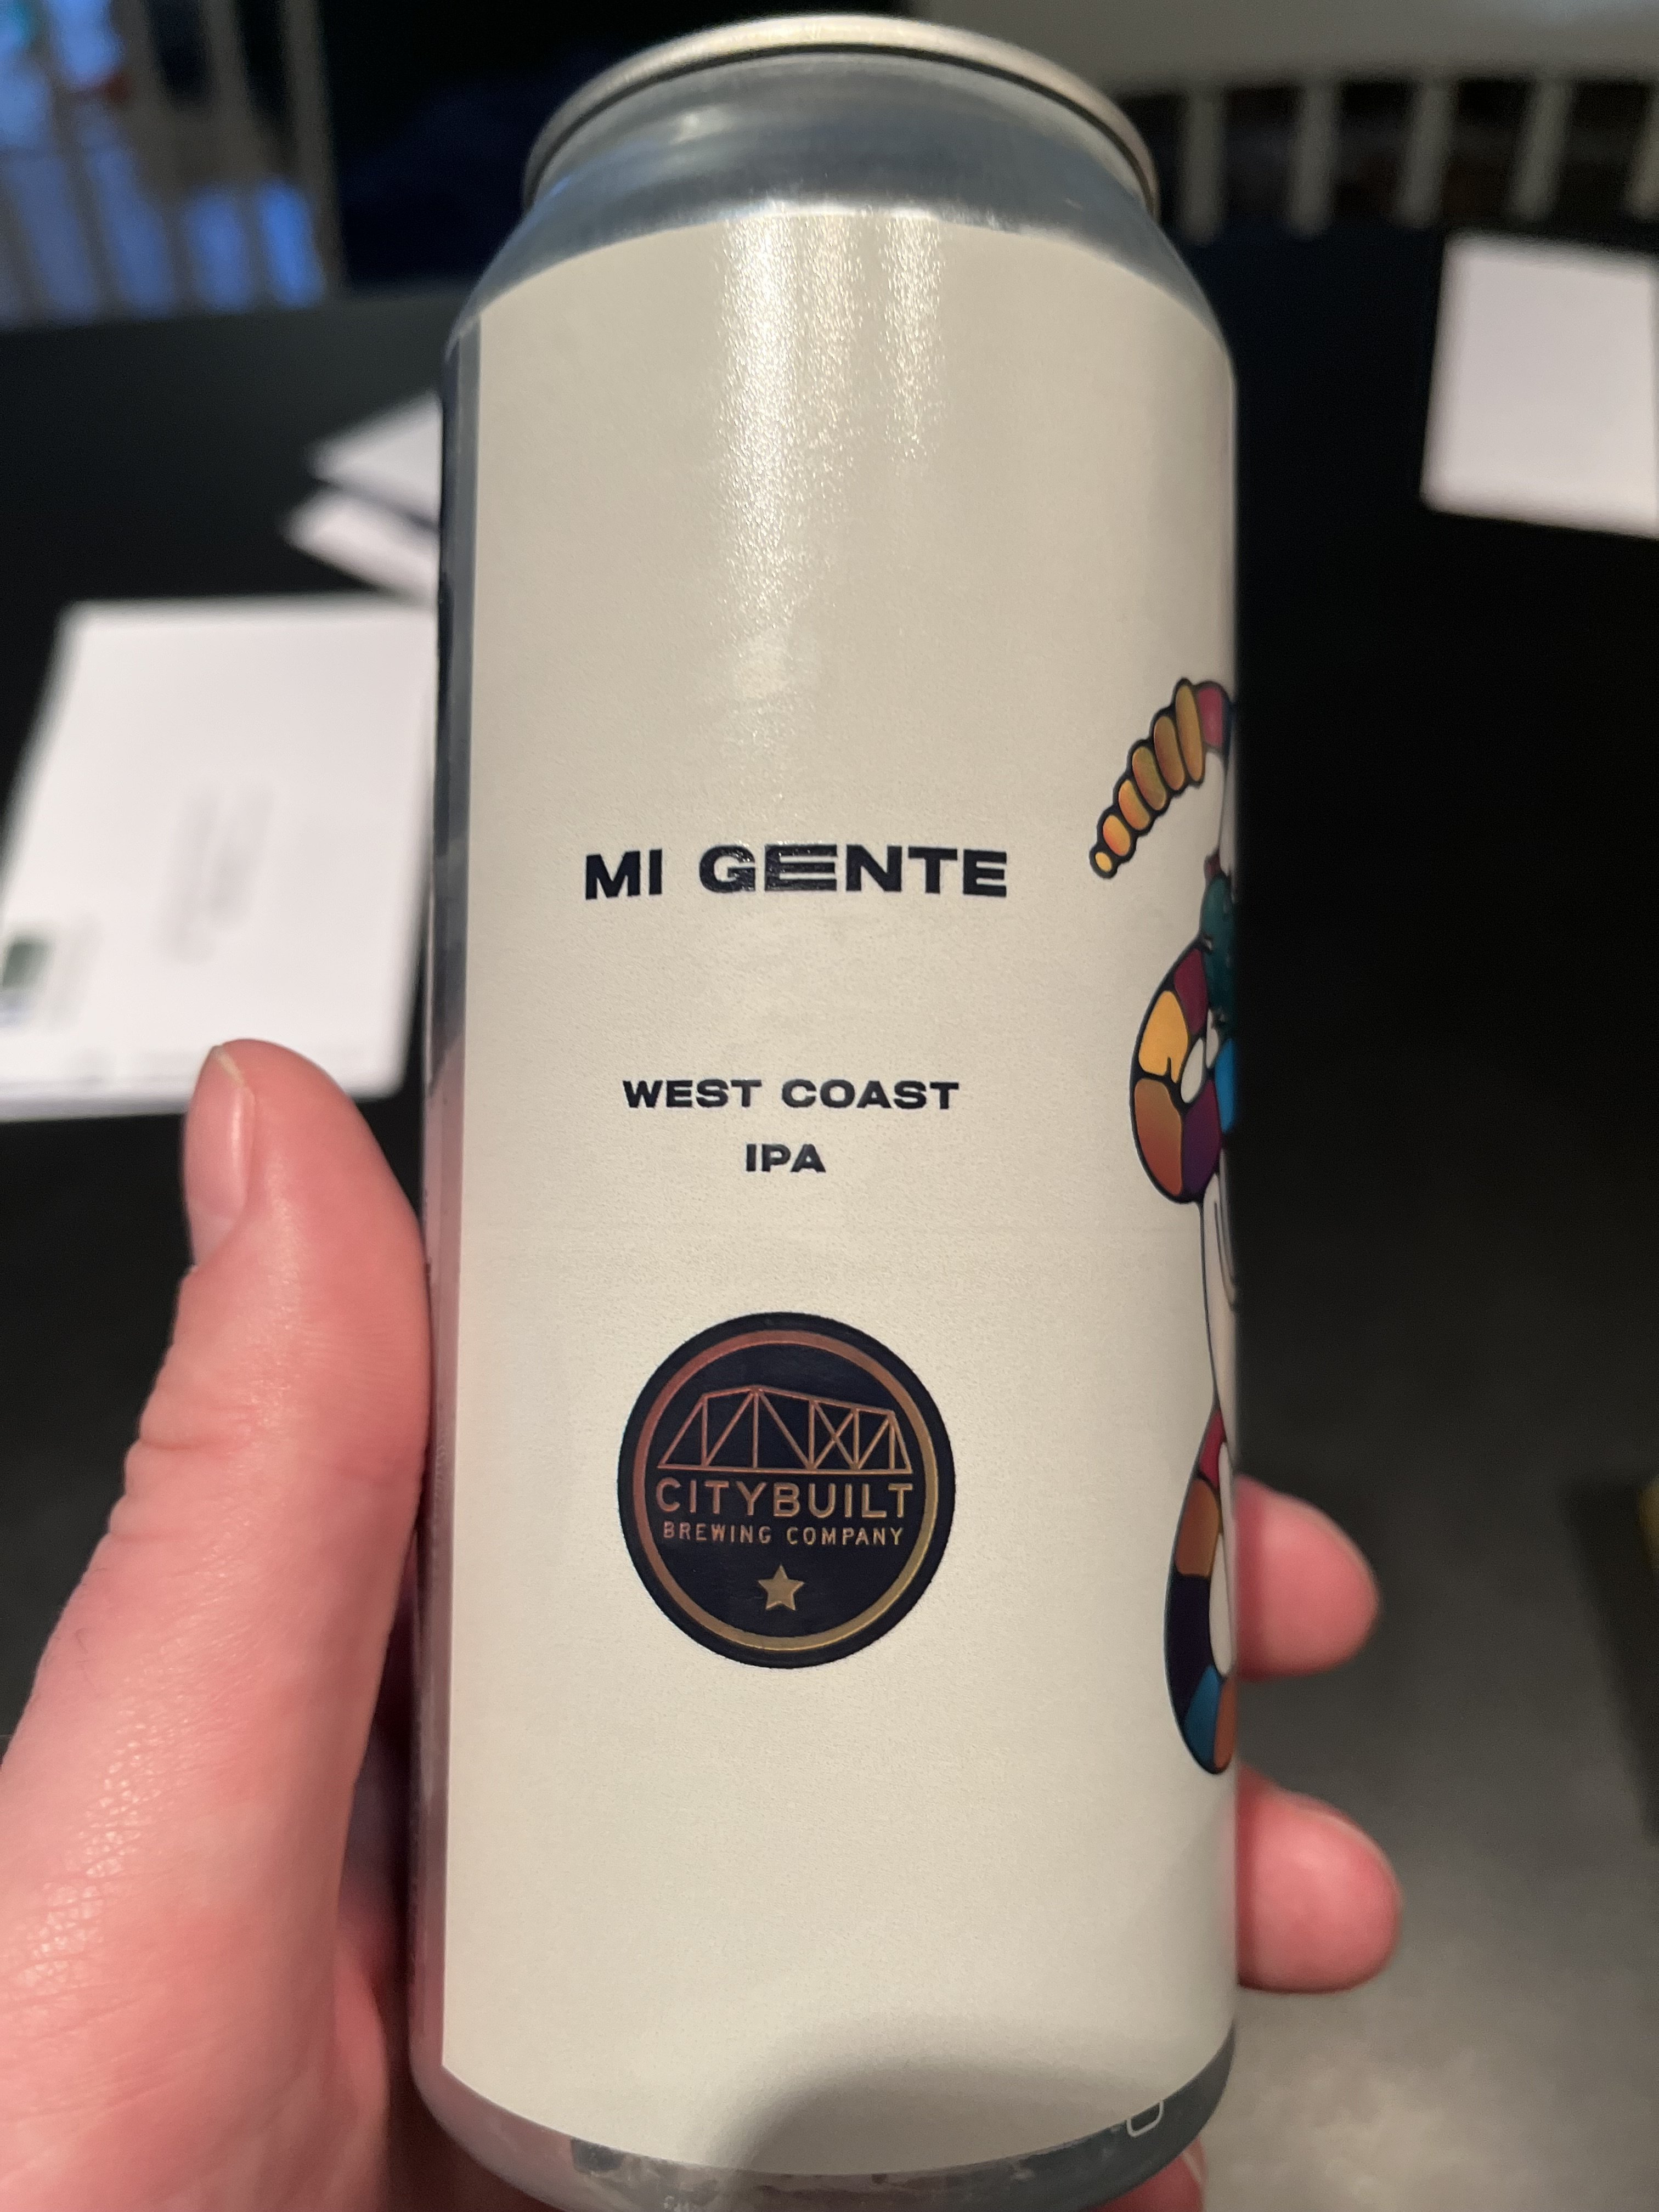 MI GENTE
WEST COAST
IPA
CITYBUILT
BREWING COMPANY